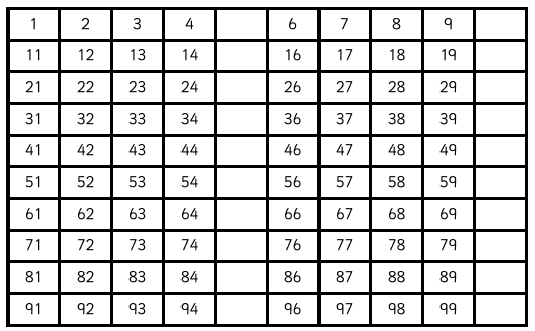 1 2 3 4 6 7 8 9
11 12 13 14 16 17 18 19
21 22 23 24 26 27 28 29
31 32 33 34 36 37 38 39
41 42 43 44 46 47 48 49
51 52 53 54 56 57 58 59
61 62 63 64 66 67 68 69
71 72 73 74 76 77 78 79
81 82 83 84 86 87 88 89
91 92 93 94 96 97 98 99